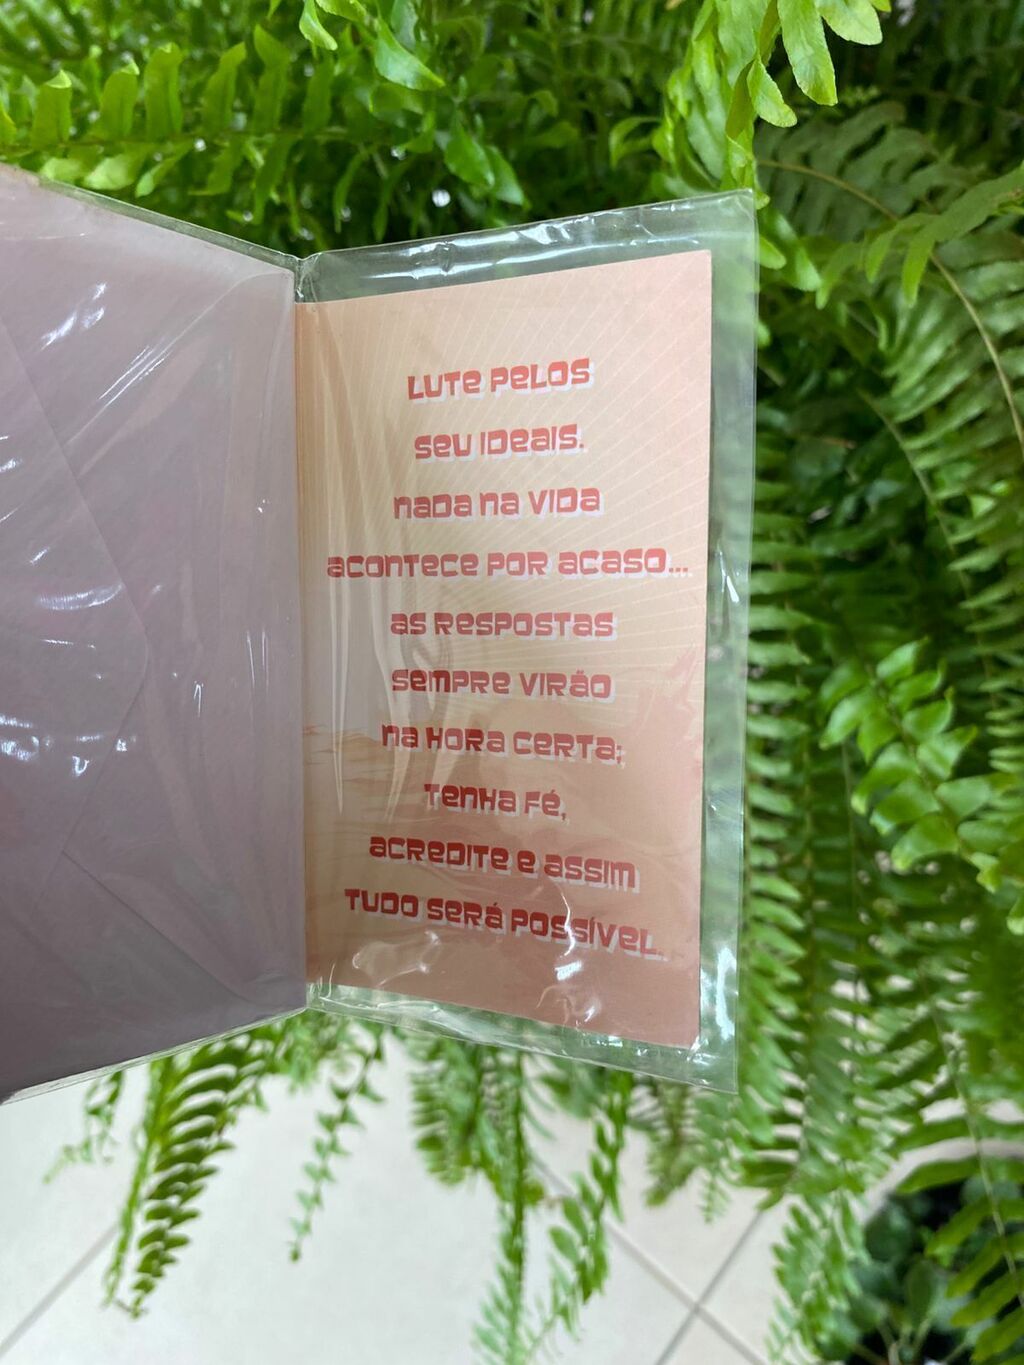 LUTE PELOS
SEU IDEAIS.
NADA NA VIDA
ACONTECE POR ACASO...
AS RESPOSTAS
SEMPRE VIRÃO
NA HORA CERTA;
TENHA FÉ,
ACREDITE E ASSIM
TUDO SERÁ POSSÍVEL.